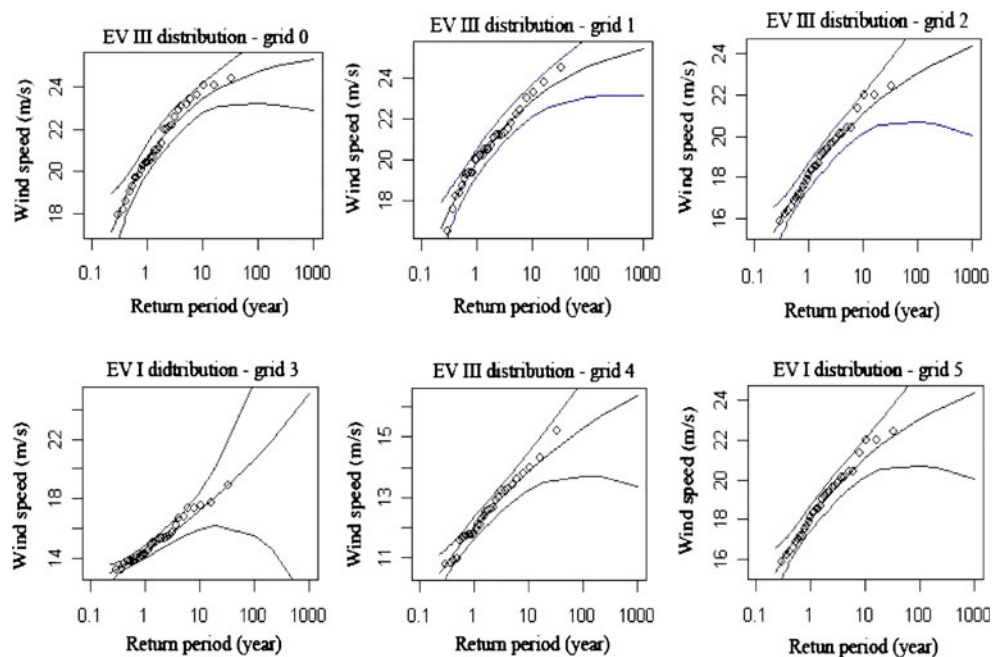 EV III distribution - grid 0
Wind speed (m/s)
24
22
20
18
0.1 1 10 100 1000
Return period (year)
EV III distribution - grid 1
Wind speed (m/s)
24
22
20
18
0.1 1 10 100 1000
Return period (year)
EV III distribution - grid 2
Wind speed (m/s)
24
22
20
18
16
0.1 1 10 100 1000
Return period (year)
EV I didtribution - grid 3
Wind speed (m/s)
22
18
14
0.1 1 10 100 1000
Return period (year)
EV III distribution - grid 4
Wind speed (m/s)
15
13
11
0.1 1 10 100 1000
Return period (year)
EV I distribution - grid 5
Wind speed (m/s)
24
22
20
18
16
0.1 1 10 100 1000
Return pein (year)